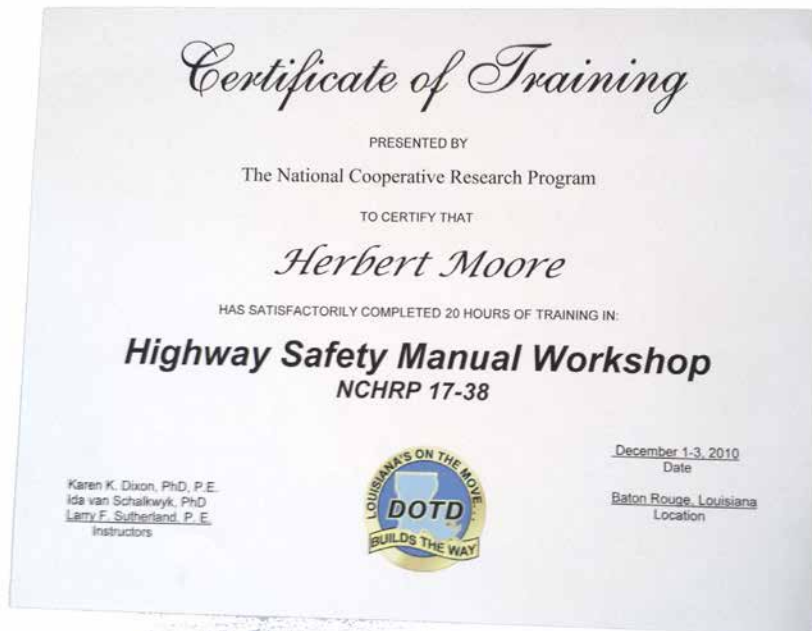 Certificate of Training
PRESENTED BY
The National Cooperative Research Program
TO CERTIFY THAT
Herbert Moore
HAS SATISFACTORILY COMPLETED 20 HOURS OF TRAINING IN:
Highway Safety Manual Workshop
NCHRP 17-38
Karen K. Dixon, PhD, P.E.
Ida van Schalkwyk, PhD
Larry F. Sutherland, P. E.
Instructors
LOUISIANA'S ON THE MOVE...
DOTD
BUILDS THE WAY
December 1-3, 2010
Date
Baton Rouge, Louisiana
Location